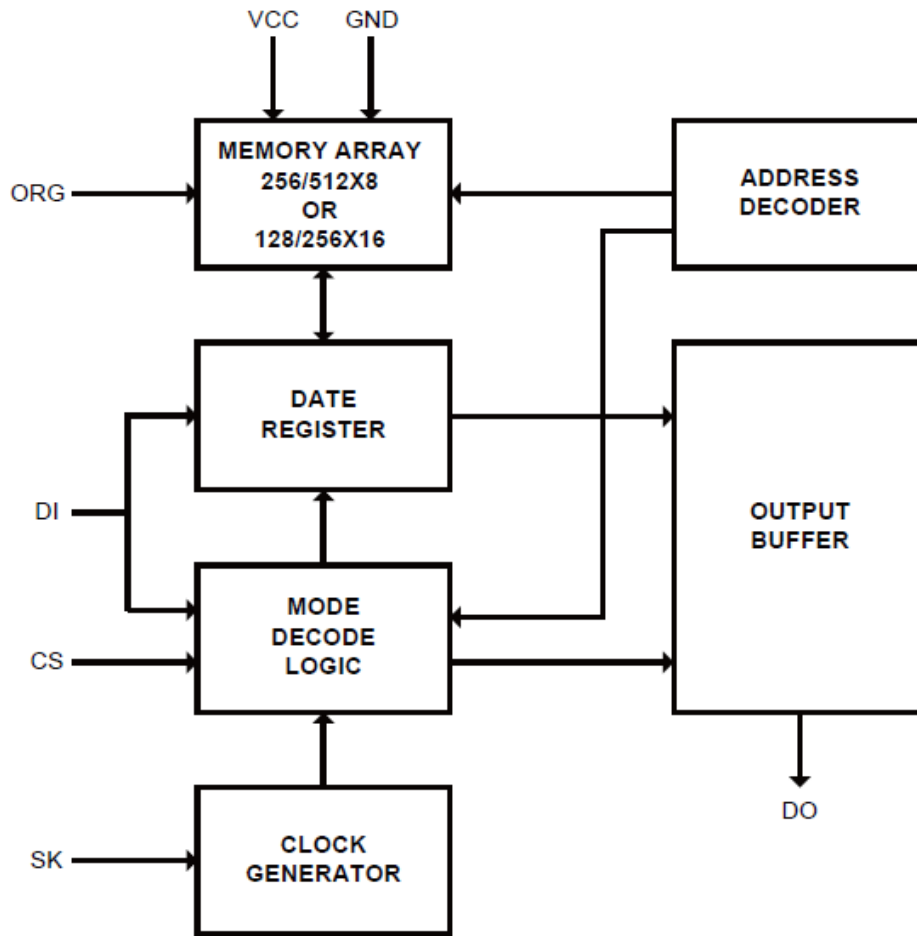 VCC
GND
ORG
MEMORY ARRAY
256/512X8
OR
128/256X16
ADDRESS
DECODER
DATE
REGISTER
DI
OUTPUT
BUFFER
MODE
DECODE
LOGIC
CS
DO
CLOCK
GENERATOR
SK